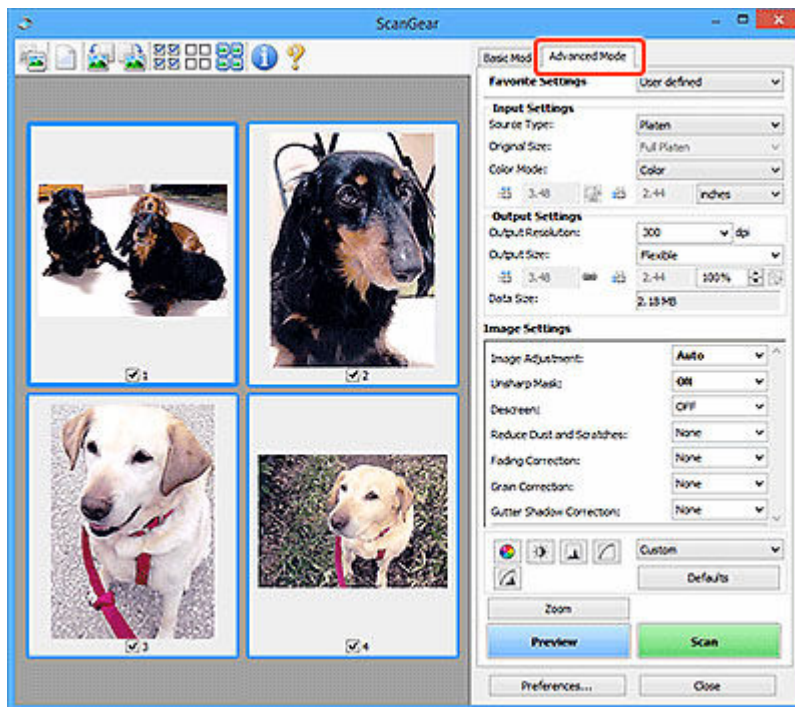 ScanGear
Basic Mod Advanced Mode
Favorite Settings User defined
Input Settings
Source Type: Platen
Original Size: Full Platen
Color Mode: Color
3.48 2.44 inches
Output Settings
Output Resolution: 300 dpi
Output Size: Flexible
3.48 2.44 100%
Data Size: 2.18 MB
Image Settings
Image Adjustment: Auto
Unsharp Mask: ON
Descreen: OFF
Reduce Dust and Scratches: None
Fading Correction: None
Grain Correction: None
Gutter Shadow Correction: None
Custom
Defaults
Zoom
Preview Scan
Preferences... Close
1
2
3
4